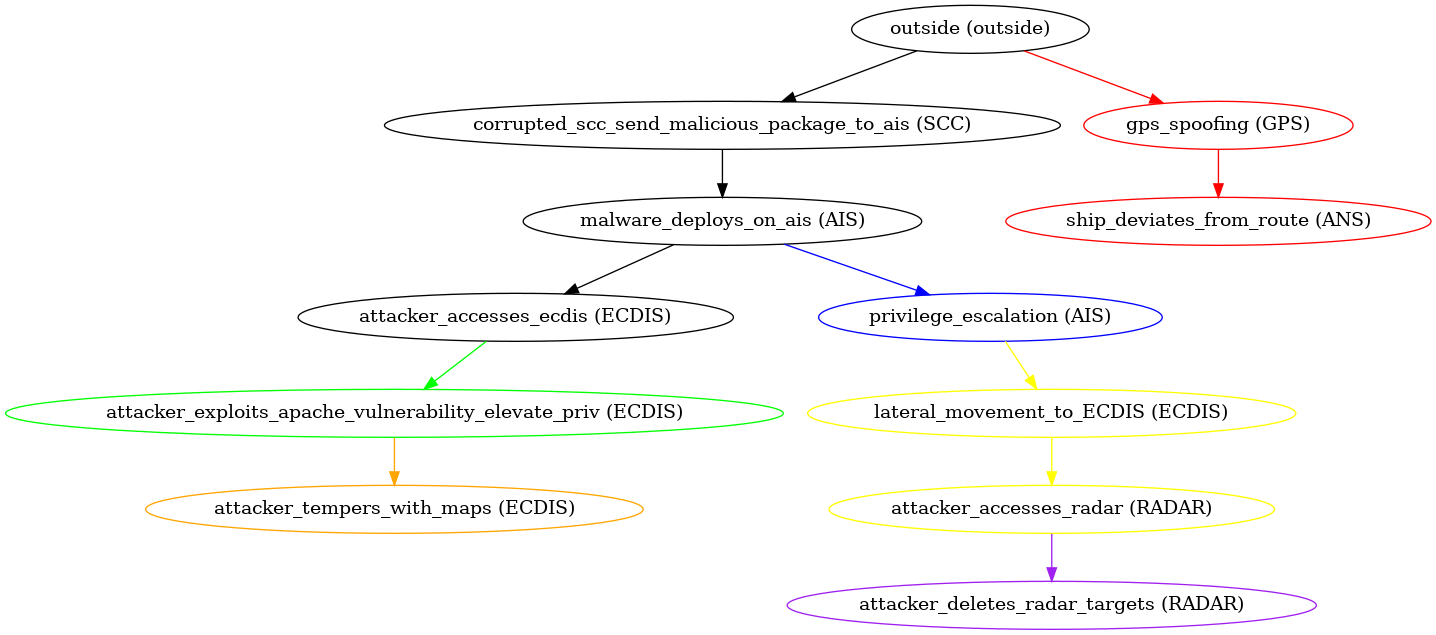 outside (outside)
corrupted_scc_send_malicious_package_to_ais (SCC)
gps_spoofing (GPS)
malware_deploys_on_ais (AIS)
ship_deviates_from_route (ANS)
attacker_accesses_ecdis (ECDIS)
privilege_escalation (AIS)
attacker_exploits_apache_vulnerability_elevate_priv (ECDIS)
lateral_movement_to_ECDIS (ECDIS)
attacker_tempers_with_maps (ECDIS)
attacker_accesses_radar (RADAR)
attacker_deletes_radar_targets (RADAR)